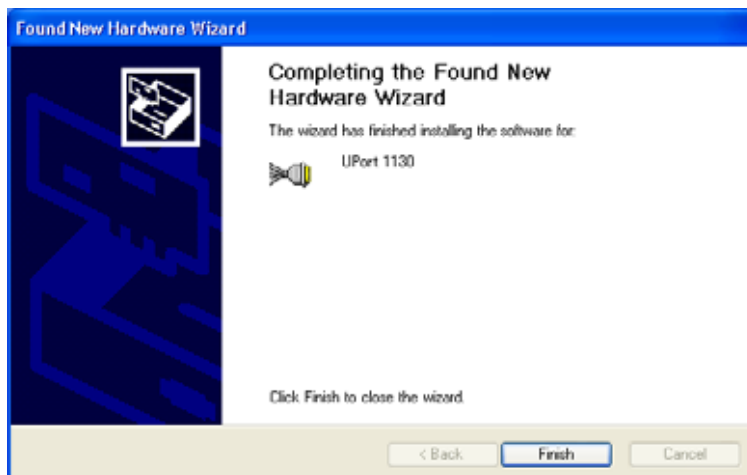 Found New Hardware Wizard
Completing the Found New
Hardware Wizard
The wizard has finished installing the software for:
UPort 1130
Click Finish to close the wizard.
< Back
Finish
Cancel